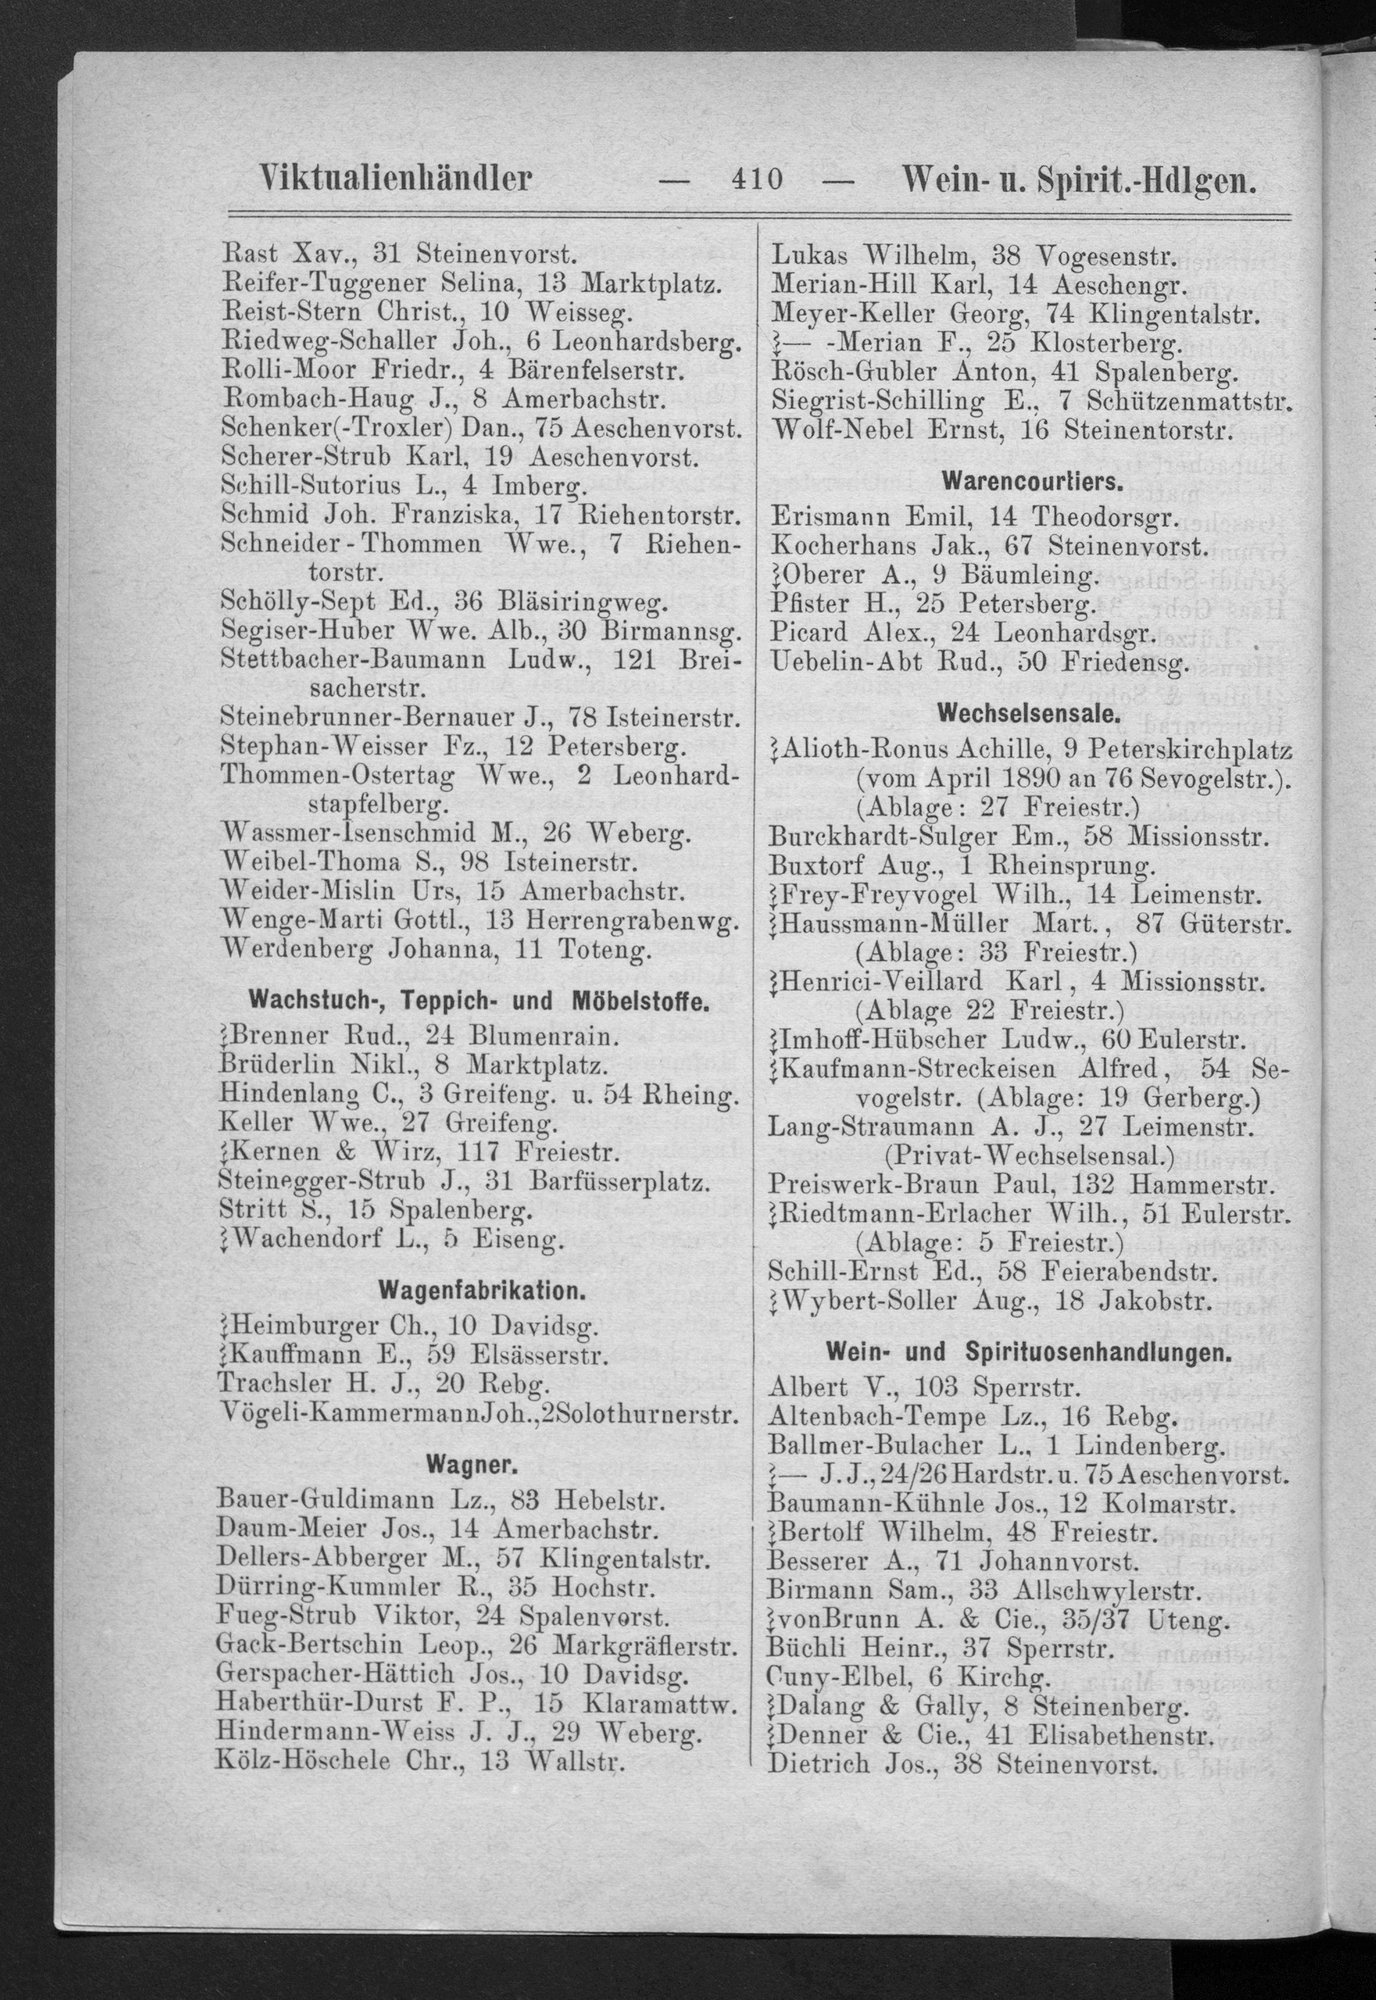 Viktualienhändler — 410 — Wein- u. Spirit.-Hdlgen.
Rast Xav., 31 Steinenvorst.
Reifer-Tuggener Selina, 13 Marktplatz.
Reist-Stern Christ., 10 Weisseg.
Riedweg-Schaller Joh., 6 Leonhardsberg.
Rolli-Moor Friedr., 4 Bärenfelserstr.
Rombach-Haug J., 8 Amerbachstr.
Schenker(-Troxler) Dan., 75 Aeschenvorst.
Scherer-Strub Karl, 19 Aeschenvorst.
Schill-Sutorius L., 4 Imberg.
Schmid Joh. Franziska, 17 Riehentorstr.
Schneider-Thommen Wwe., 7 Riehen-
torstr.
Schölly-Sept Ed., 36 Bläsiringweg.
Segiser-Huber Wwe. Alb., 30 Birmannsg.
Stettbacher-Baumann Ludw., 121 Brei-
sacherstr.
Steinebrunner-Bernauer J., 78 Isteinerstr.
Stephan-Weisser Fz., 12 Petersberg.
Thommen-Ostertag Wwe., 2 Leonhard-
stapfelberg.
Wassmer-Isenschmid M., 26 Weberg.
Weibel-Thoma S., 98 Isteinerstr.
Weider-Mislin Urs, 15 Amerbachstr.
Wenge-Marti Gottl., 13 Herrengrabenwg.
Werdenberg Johanna, 11 Toteng.
Wachstuch-, Teppich- und Möbelstoffe.
⌇Brenner Rud., 24 Blumenrain.
Brüderlin Nikl., 8 Marktplatz.
Hindenlang C., 3 Greifeng. u. 54 Rheing.
Keller Wwe., 27 Greifeng.
⌇Kernen & Wirz, 117 Freiestr.
Steinegger-Strub J., 31 Barfüsserplatz.
Stritt S., 15 Spalenberg.
⌇Wachendorf L., 5 Eiseng.
Wagenfabrikation.
⌇Heimburger Ch., 10 Davidsg.
⌇Kauffmann E., 59 Elsässerstr.
Trachsler H. J., 20 Rebg.
Vögeli-Kammermann Joh., 2 Solothurnerstr.
Wagner.
Bauer-Guldimann Lz., 83 Hebelstr.
Daum-Meier Jos., 14 Amerbachstr.
Dellers-Abberger M., 57 Klingentalstr.
Dürring-Kummler R., 35 Hochstr.
Fueg-Strub Viktor, 24 Spalenvorst.
Gack-Bertschin Leop., 26 Markgräflerstr.
Gerspacher-Hättich Jos., 10 Davidsg.
Haberthür-Durst F. P., 15 Klaramattw.
Hindermann-Weiss J. J., 29 Weberg.
Kölz-Höschele Chr., 13 Wallstr.
Lukas Wilhelm, 38 Vogesenstr.
Merian-Hill Karl, 14 Aeschengr.
Meyer-Keller Georg, 74 Klingentalstr.
⌇— -Merian F., 25 Klosterberg.
Rösch-Gubler Anton, 41 Spalenberg.
Siegrist-Schilling E., 7 Schützenmattstr.
Wolf-Nebel Ernst, 16 Steinentorstr.
Warencourtiers.
Erismann Emil, 14 Theodorsgr.
Kocherhans Jak., 67 Steinenvorst.
⌇Oberer A., 9 Bäumleing.
Pfister H., 25 Petersberg.
Picard Alex., 24 Leonhardsgr.
Uebelin-Abt Rud., 50 Friedensg.
Wechselsensale.
⌇Alioth-Ronus Achille, 9 Peterskirchplatz
(vom April 1890 an 76 Sevogelstr.).
(Ablage: 27 Freiestr.)
Burckhardt-Sulger Em., 58 Missionsstr.
Buxtorf Aug., 1 Rheinsprung.
⌇Frey-Freyvogel Wilh., 14 Leimenstr.
⌇Haussmann-Müller Mart., 87 Güterstr.
(Ablage: 33 Freiestr.)
⌇Henrici-Veillard Karl, 4 Missionsstr.
(Ablage 22 Freiestr.)
⌇Imhoff-Hübscher Ludw., 60 Eulerstr.
⌇Kaufmann-Streckeisen Alfred, 54 Se-
vogelstr. (Ablage: 19 Gerberg.)
Lang-Straumann A. J., 27 Leimenstr.
(Privat-Wechselsensal.)
Preiswerk-Braun Paul, 132 Hammerstr.
⌇Riedtmann-Erlacher Wilh., 51 Eulerstr.
(Ablage: 5 Freiestr.)
Schill-Ernst Ed., 58 Feierabendstr.
⌇Wybert-Soller Aug., 18 Jakobstr.
Wein- und Spirituosenhandlungen.
Albert V., 103 Sperrstr.
Altenbach-Tempe Lz., 16 Rebg.
Ballmer-Bulacher L., 1 Lindenberg.
⌇— J. J., 24/26 Hardstr. u. 75 Aeschenvorst.
Baumann-Kühnle Jos., 12 Kolmarstr.
⌇Bertolf Wilhelm, 48 Freiestr.
Besserer A., 71 Johannvorst.
Birmann Sam., 33 Allschwylerstr.
⌇vonBrunn A. & Cie., 35/37 Uteng.
Büchli Heinr., 37 Sperrstr.
Cuny-Elbel, 6 Kirchg.
⌇Dalang & Gally, 8 Steinenberg.
⌇Denner & Cie., 41 Elisabethenstr.
Dietrich Jos., 38 Steinenvorst.